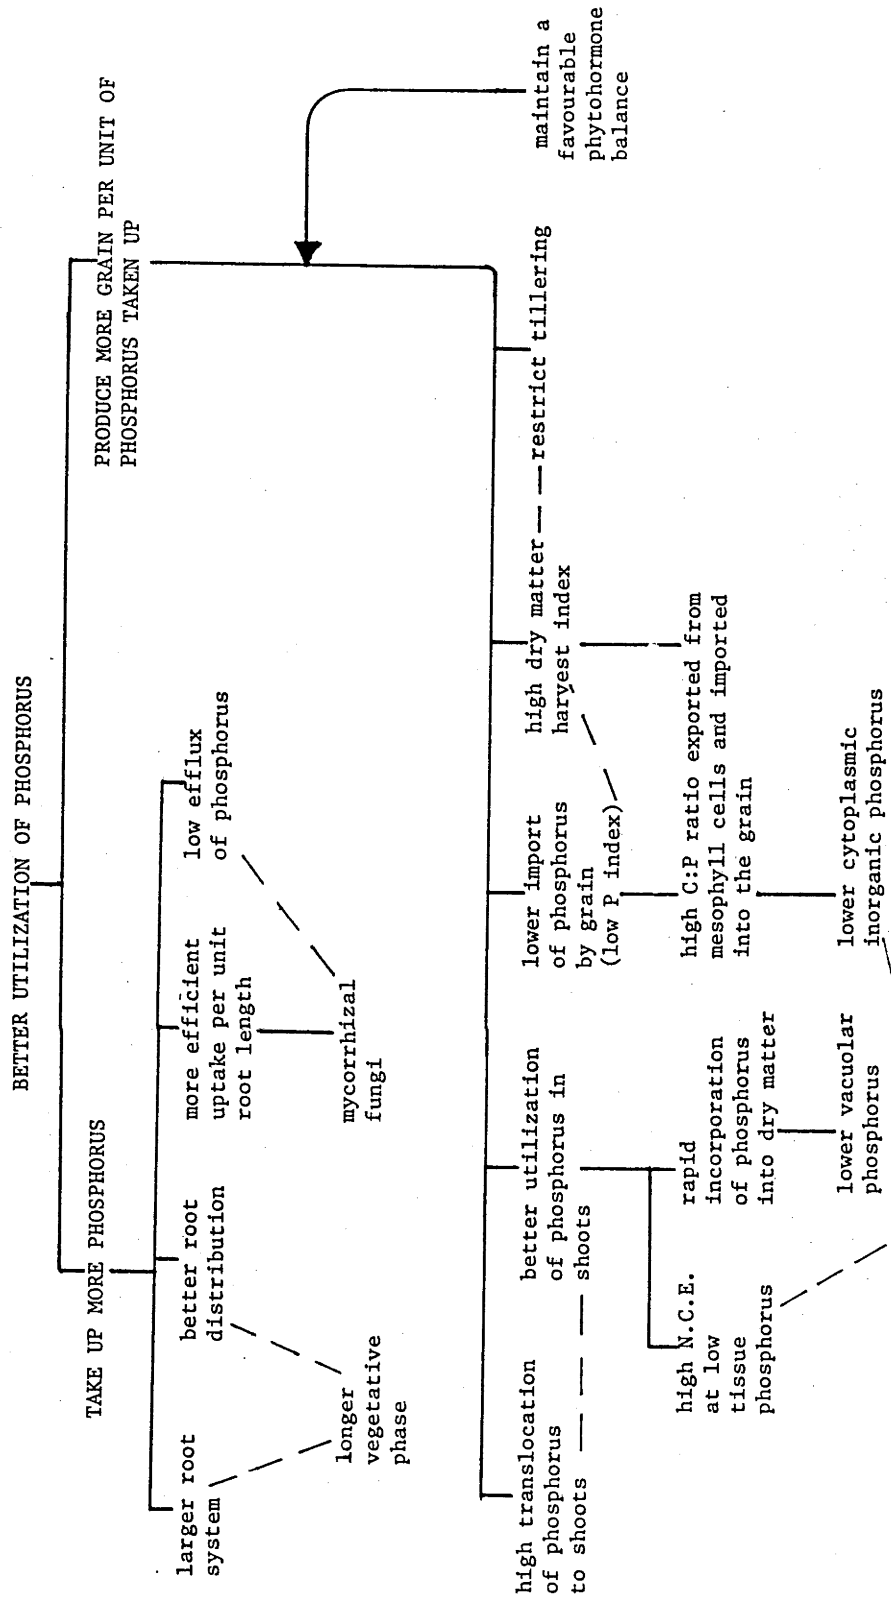 BETTER UTILIZATION OF PHOSPHORUS
TAKE UP MORE PHOSPHORUS
PRODUCE MORE GRAIN PER UNIT OF
PHOSPHORUS TAKEN UP
larger root
system
better root
distribution
more efficient
uptake per unit
root length
low efflux
of phosphorus
longer
vegetative
phase
mycorrhizal
fungi
high translocation
of phosphorus
to shoots
better utilization
of phosphorus in
shoots
lower import
of phosphorus
by grain
(low P index)
high dry matter
harvest index
restrict tillering
maintain a
favourable
phytohormone
balance
high N.C.E.
at low
tissue
phosphorus
rapid
incorporation
of phosphorus
into dry matter
high C:P ratio exported from
mesophyll cells and imported
into the grain
lower vacuolar
phosphorus
lower cytoplasmic
inorganic phosphorus